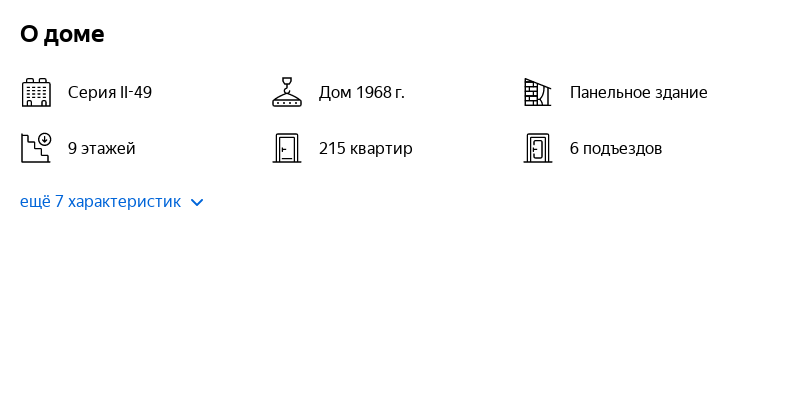 О доме
Серия II-49
Дом 1968 г.
Панельное здание
9 этажей
215 квартир
6 подъездов
ещё 7 характеристик